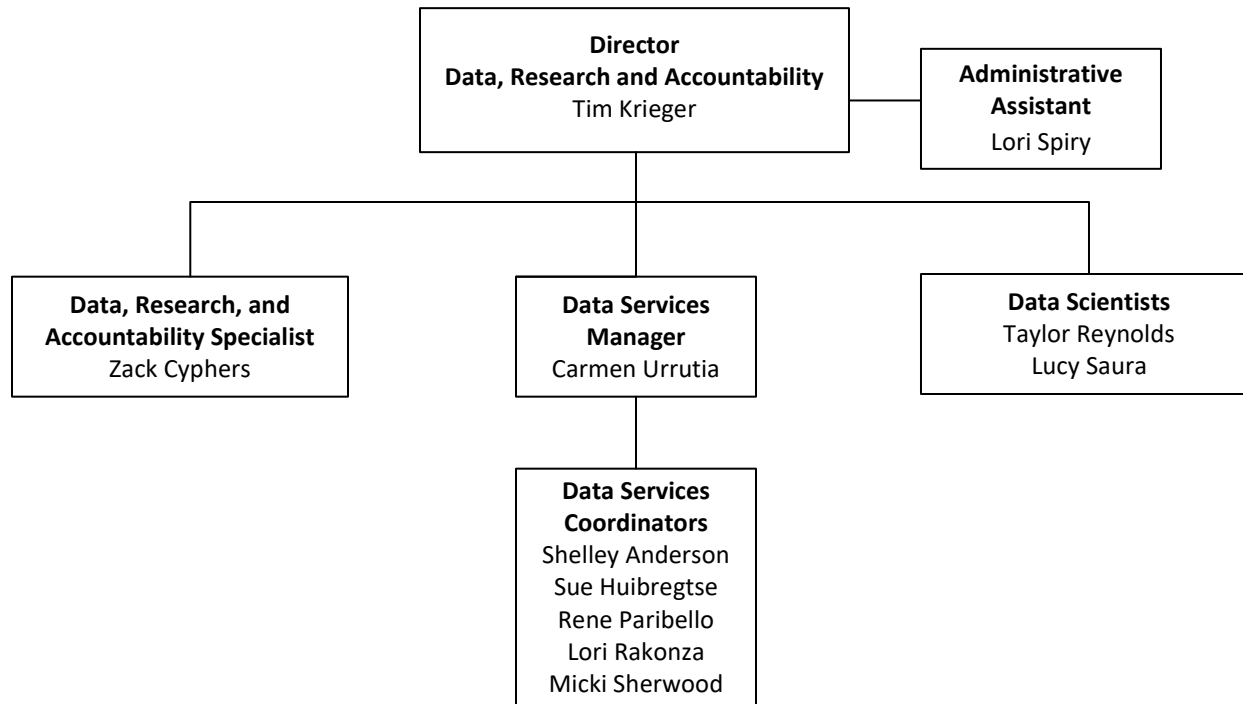 Director
Data, Research and Accountability
Tim Krieger
Administrative
Assistant
Lori Spiry
Data, Research, and
Accountability Specialist
Zack Cyphers
Data Services
Manager
Carmen Urrutia
Data Scientists
Taylor Reynolds
Lucy Saura
Data Services
Coordinators
Shelley Anderson
Sue Huibregtse
Rene Paribello
Lori Rakonza
Micki Sherwood